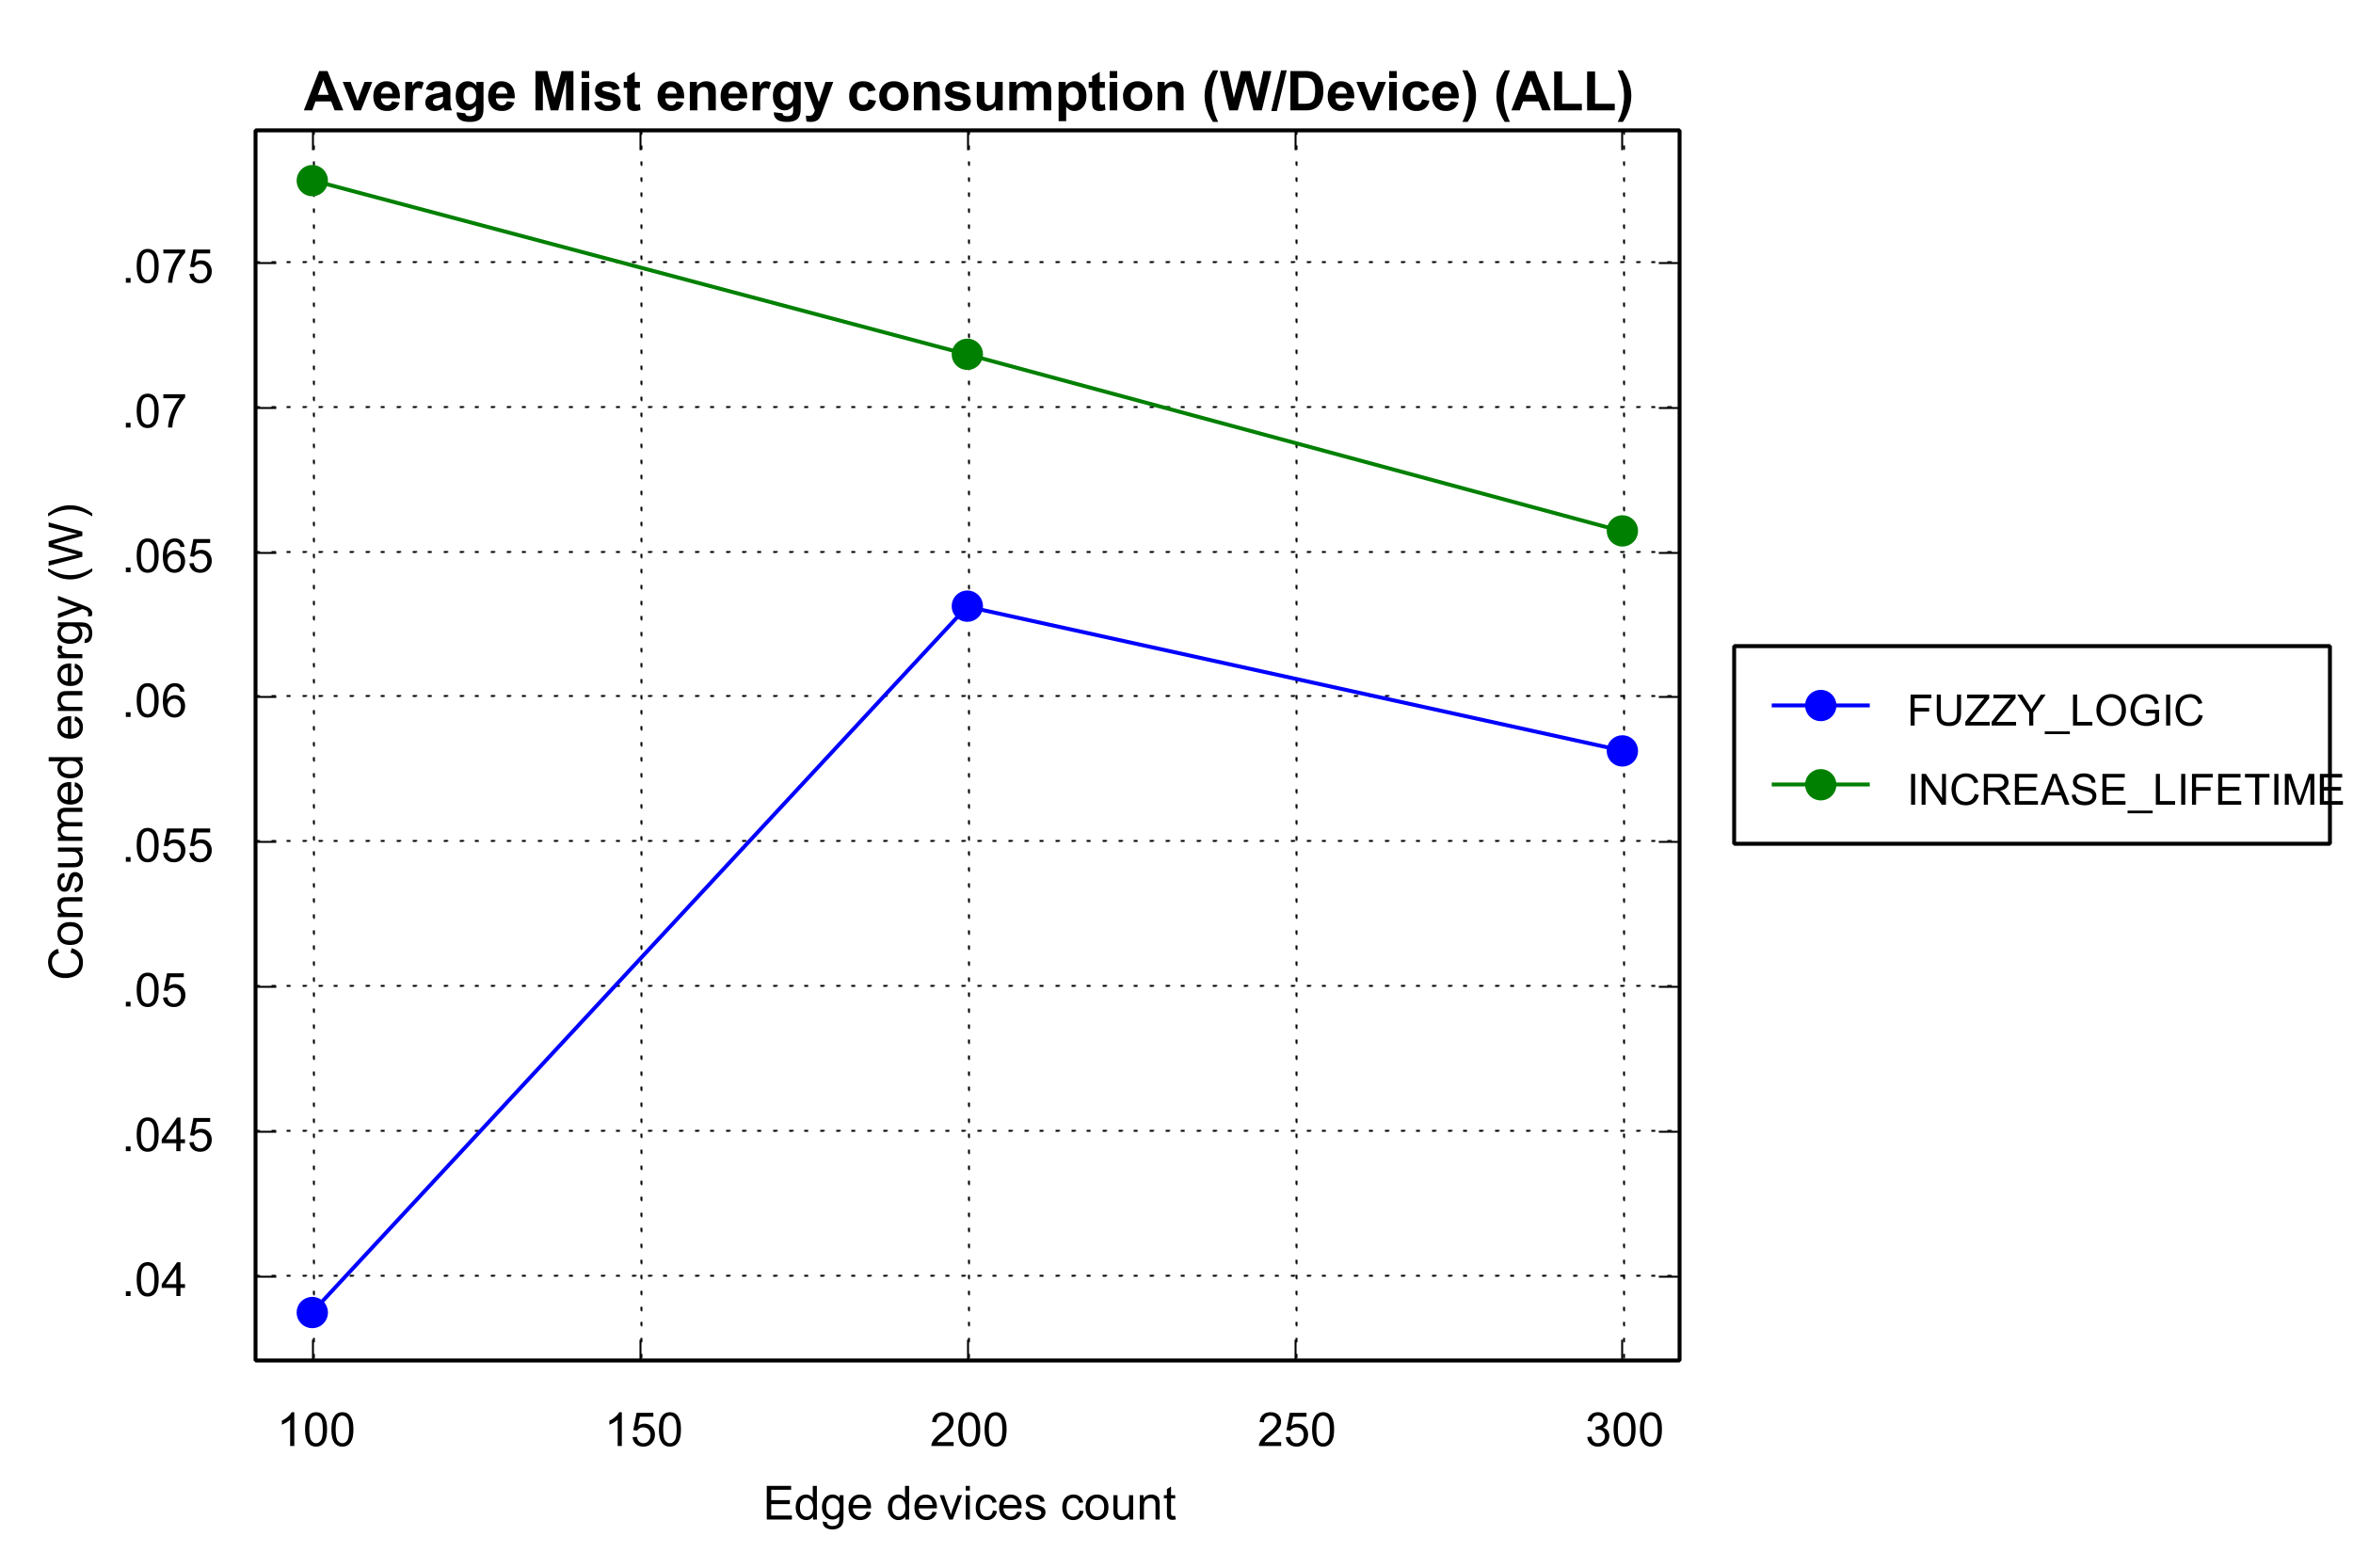 Average Mist energy consumption (W/Device) (ALL)
Consumed energy (W)
.075
.07
.065
.06
.055
.05
.045
.04
100 150 200 250 300
Edge devices count
FUZZY_LOGIC
INCREASE_LIFETIME